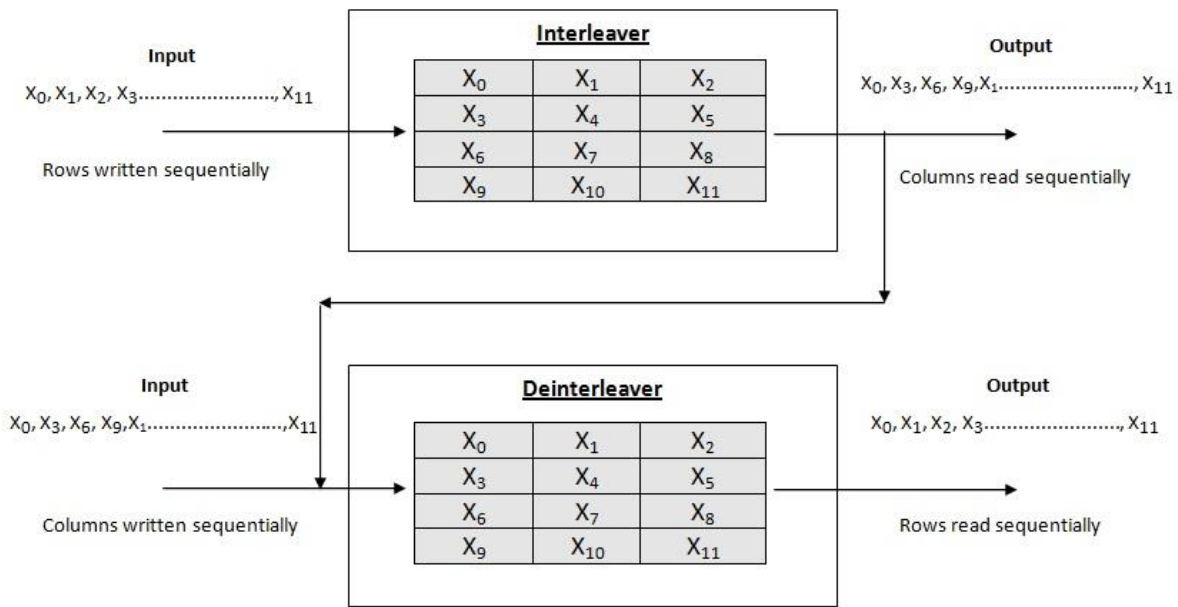 Interleaver
Input
X₀, X₁, X₂, X₃........................, X₁₁
Rows written sequentially
X₀ X₁ X₂
X₃ X₄ X₅
X₆ X₇ X₈
X₉ X₁₀ X₁₁
Output
X₀, X₃, X₆, X₉,X₁........................, X₁₁
Columns read sequentially
Deinterleaver
Input
X₀, X₃, X₆, X₉,X₁........................,X₁₁
Columns written sequentially
X₀ X₁ X₂
X₃ X₄ X₅
X₆ X₇ X₈
X₉ X₁₀ X₁₁
Output
X₀, X₁, X₂, X₃........................, X₁₁
Rows read sequentially